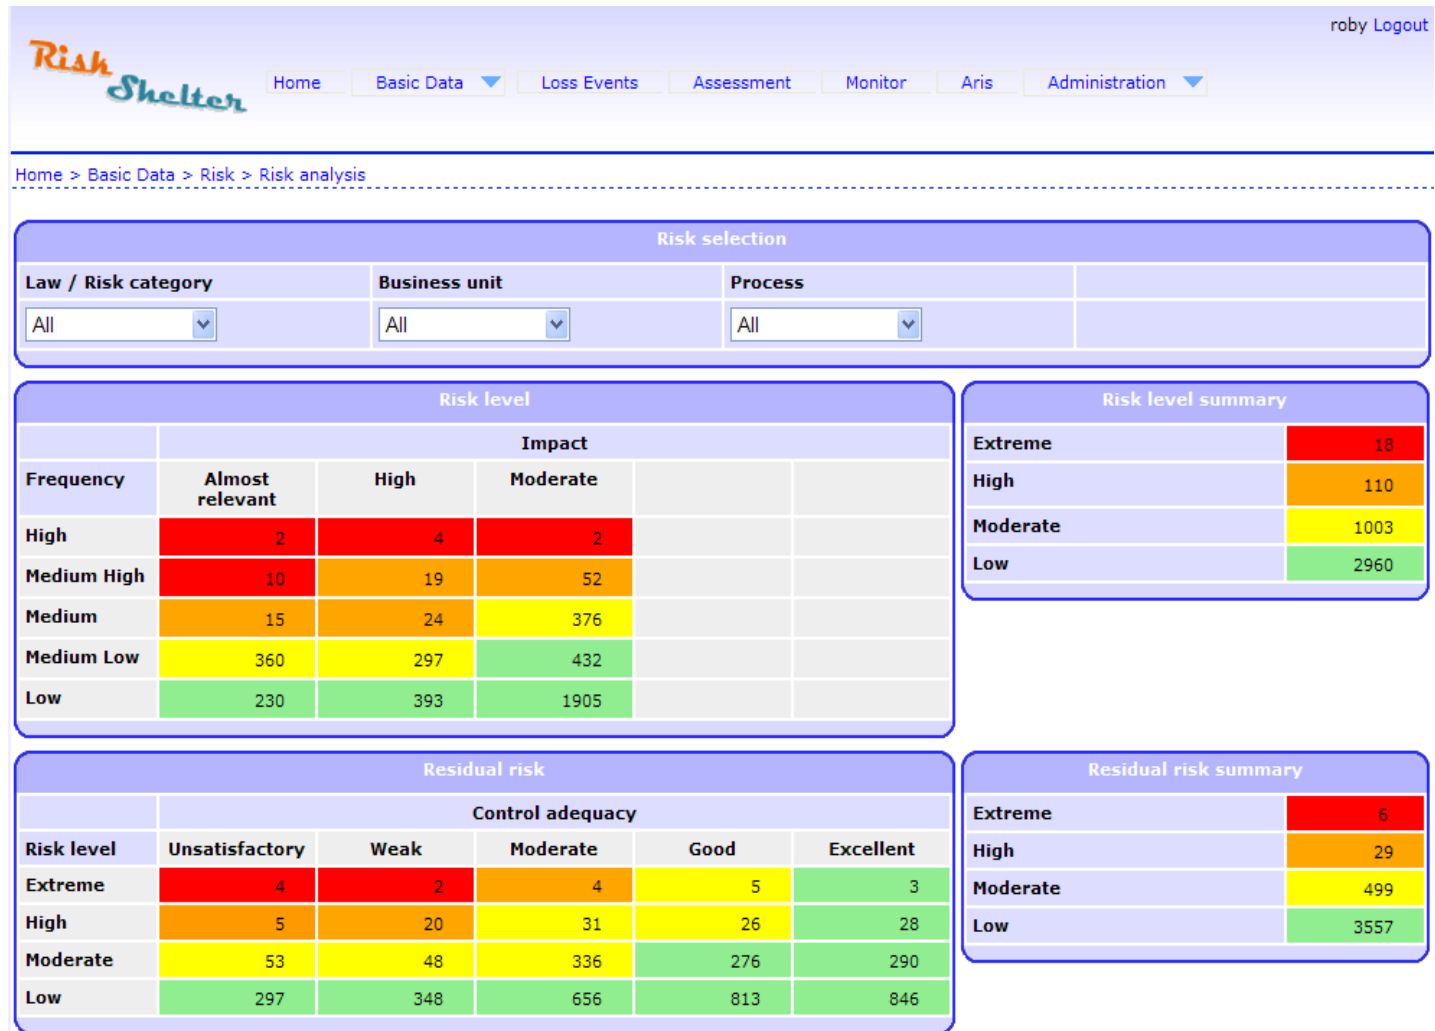 roby Logout
Risk Shelter
Home Basic Data Loss Events Assessment Monitor Aris Administration
Home > Basic Data > Risk > Risk analysis
Risk selection
Law / Risk category Business unit Process
All All All
Risk level
Impact
Frequency Almost relevant High Moderate
High 2 4 2
Medium High 10 19 52
Medium 15 24 376
Medium Low 360 297 432
Low 230 393 1905
Risk level summary
Extreme 18
High 110
Moderate 1003
Low 2960
Residual risk
Control adequacy
Risk level Unsatisfactory Weak Moderate Good Excellent
Extreme 4 2 4 5 3
High 5 20 31 26 28
Moderate 53 48 336 276 290
Low 297 348 656 813 846
Residual risk summary
Extreme 6
High 29
Moderate 499
Low 3557